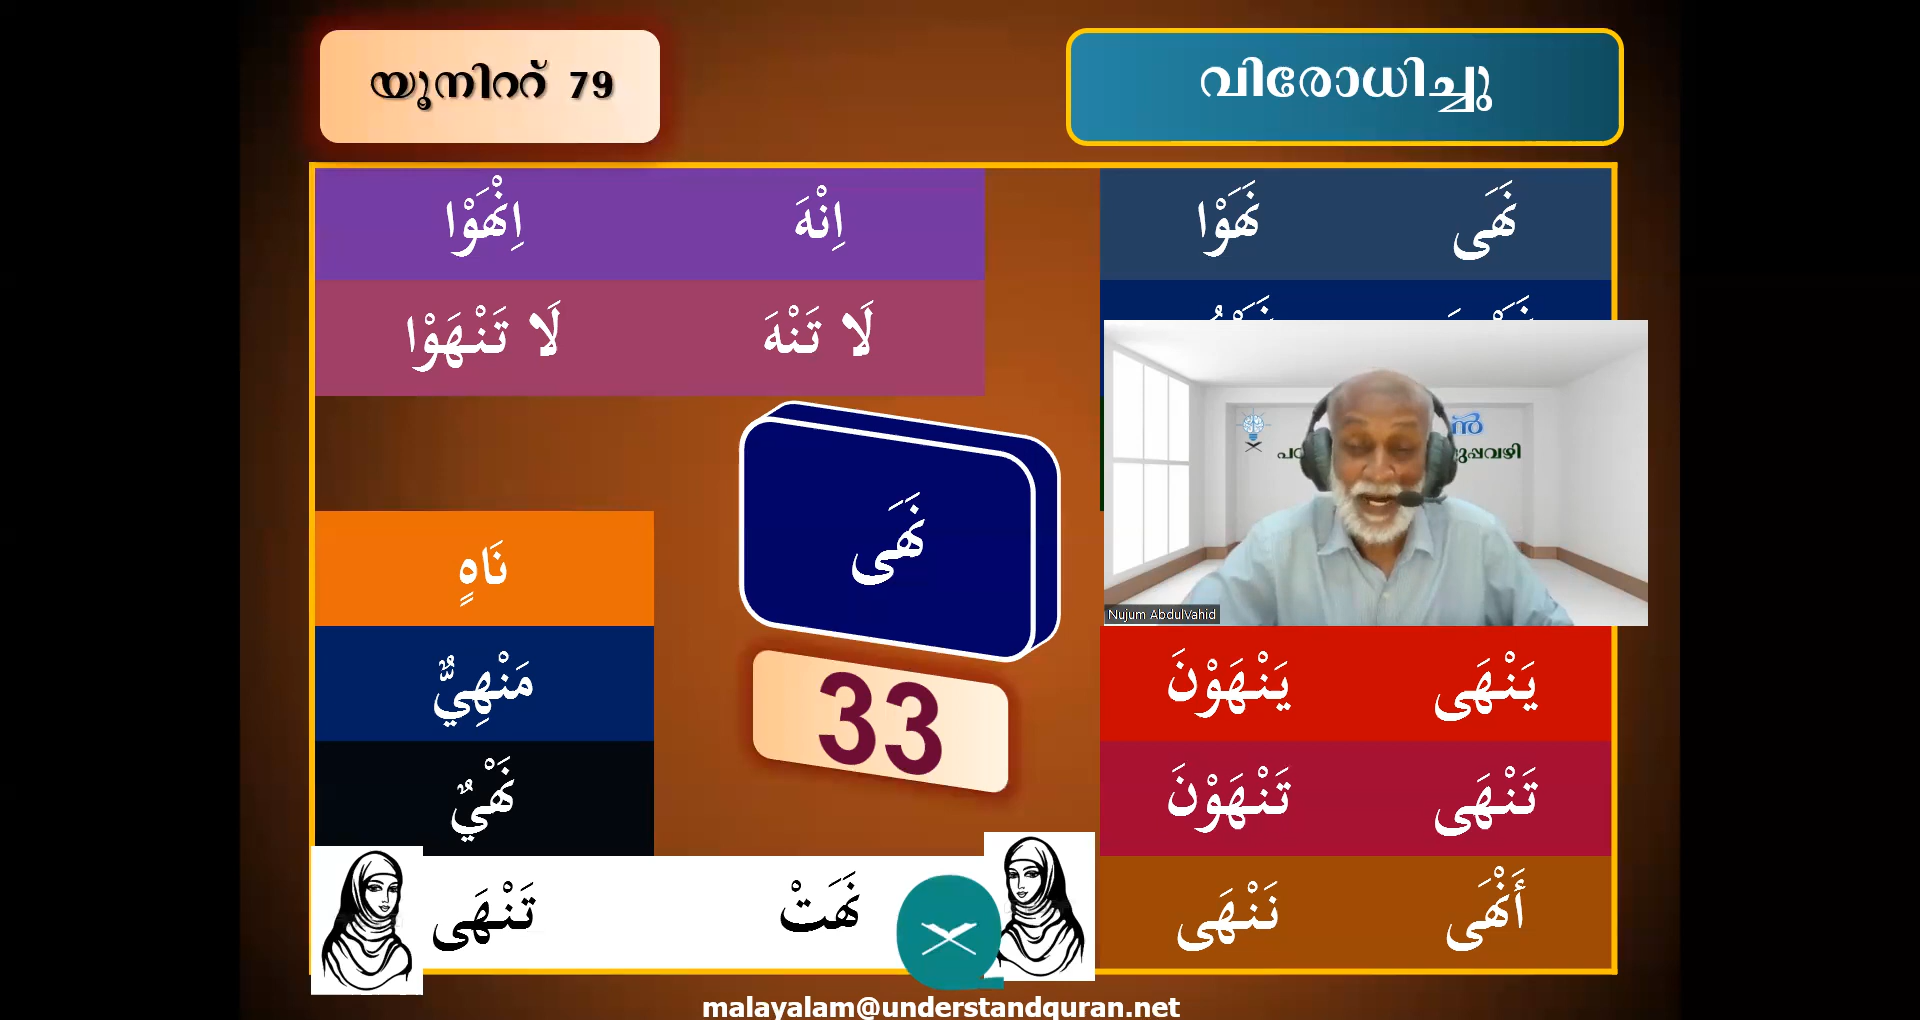 യൂനിററ് 79
വിരോധിച്ചു
نَهَى نَهَوْا
اِنْهَ اِنْهَوْا
لَا تَنْهَ لَا تَنْهَوْا
نَهَى
33
نَاهٍ
مَنْهِيٌّ
نَهْيٌ
Nujum AbdulVahid
يَنْهَى يَنْهَوْنَ
تَنْهَى تَنْهَوْنَ
أَنْهَى نَنْهَى
نَهَتْ تَنْهَى
malayalam@understandquran.net